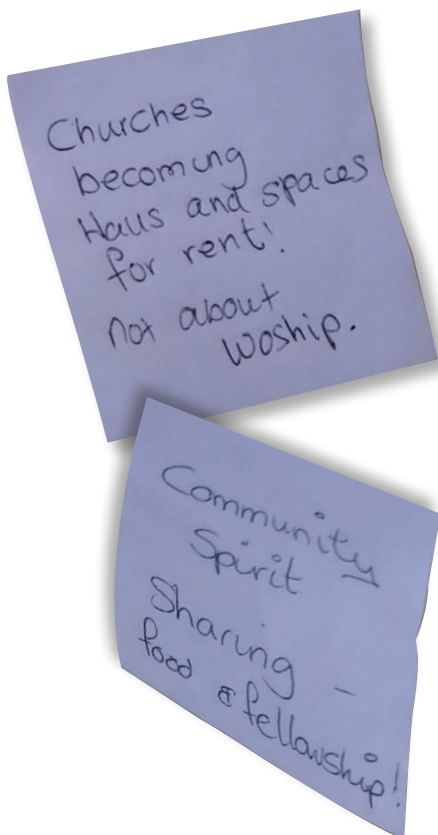 Churches
becoming
Halls and spaces
for rent!
not about
woship.
Community
Spirit
Sharing –
food & fellowship!